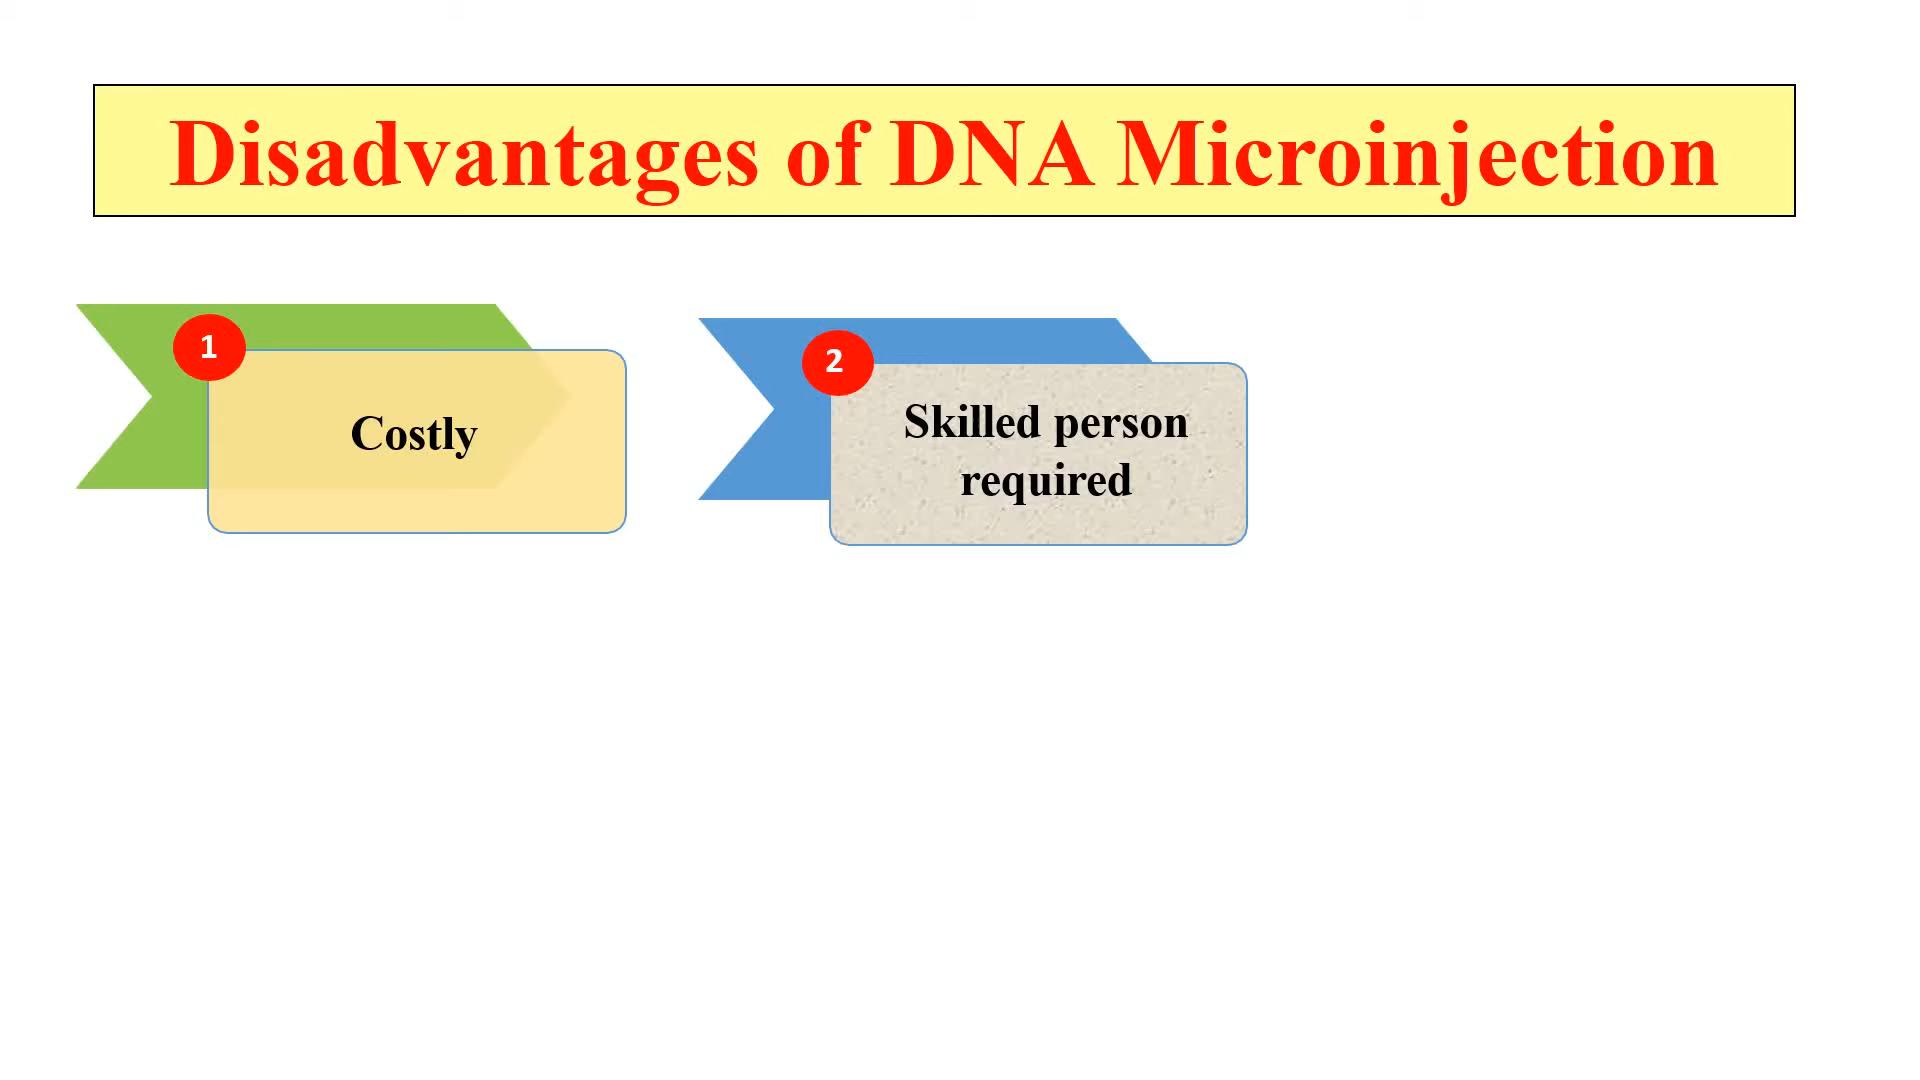 Disadvantages of DNA Microinjection
1
Costly
2
Skilled person
required